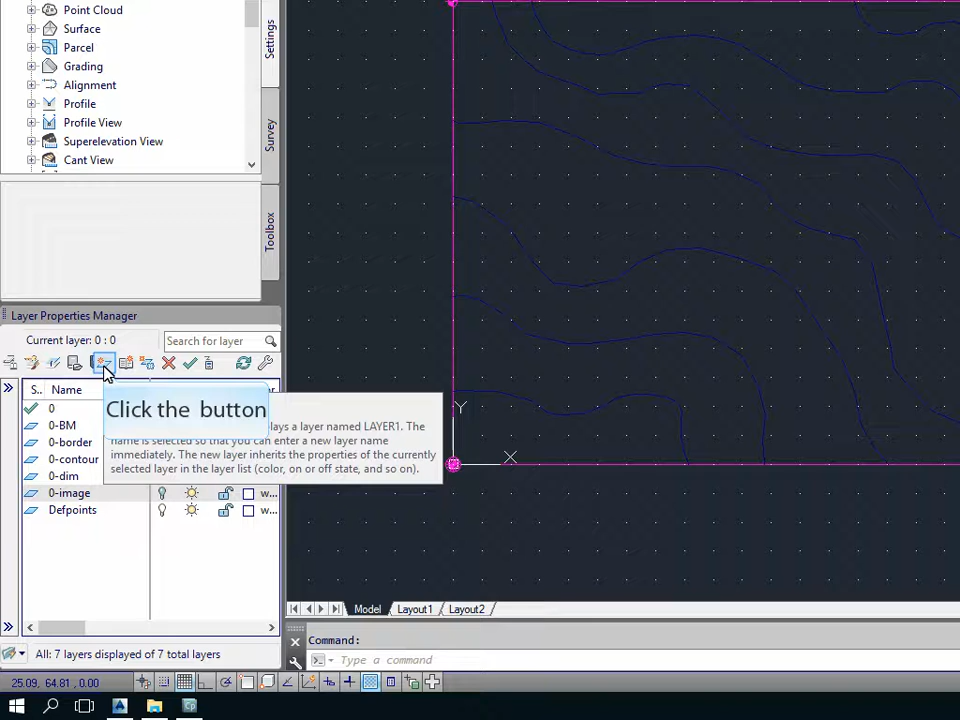 Point Cloud
Surface
Parcel
Grading
Alignment
Profile
Profile View
Superelevation View
Cant View
Settings
Survey
Toolbox
Layer Properties Manager
Current layer: 0 : 0
Search for layer
S.. Name
0
0-BM
0-border
0-contour
0-dim
0-image w...
Defpoints w...
Click the button
plays a layer named LAYER1. The
name is selected so that you can enter a new layer name
immediately. The new layer inherits the properties of the currently
selected layer in the layer list (color, on or off state, and so on).
Y
X
Model Layout1 Layout2
Command:
Type a command
All: 7 layers displayed of 7 total layers
25.09, 64.81 , 0.00
Cp